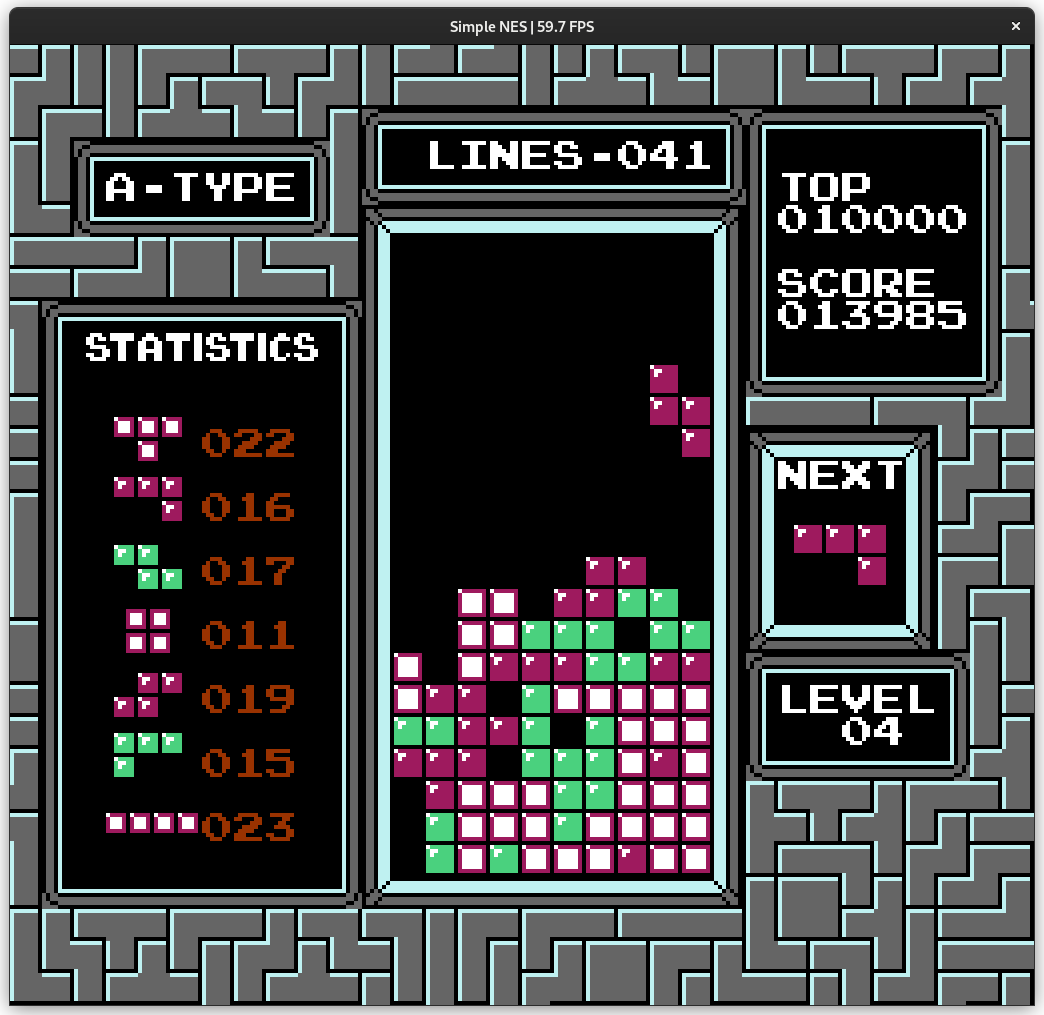 Simple NES | 59.7 FPS
×
A-TYPE
LINES-041
TOP
010000
SCORE
013985
STATISTICS
022
016
017
011
019
015
023
NEXT
LEVEL
04